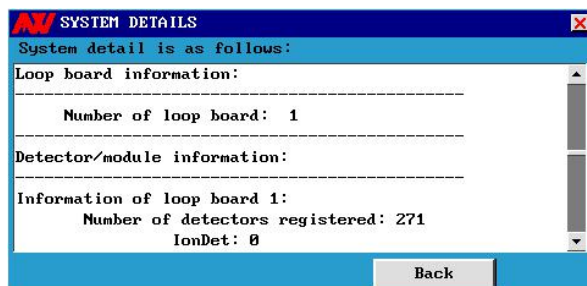 SYSTEM DETAILS
System detail is as follows:
Loop board information:
------------------------------------------------
Number of loop board: 1
------------------------------------------------
Detector/module information:
------------------------------------------------
Information of loop board 1:
Number of detectors registered: 271
IonDet: 0
Back